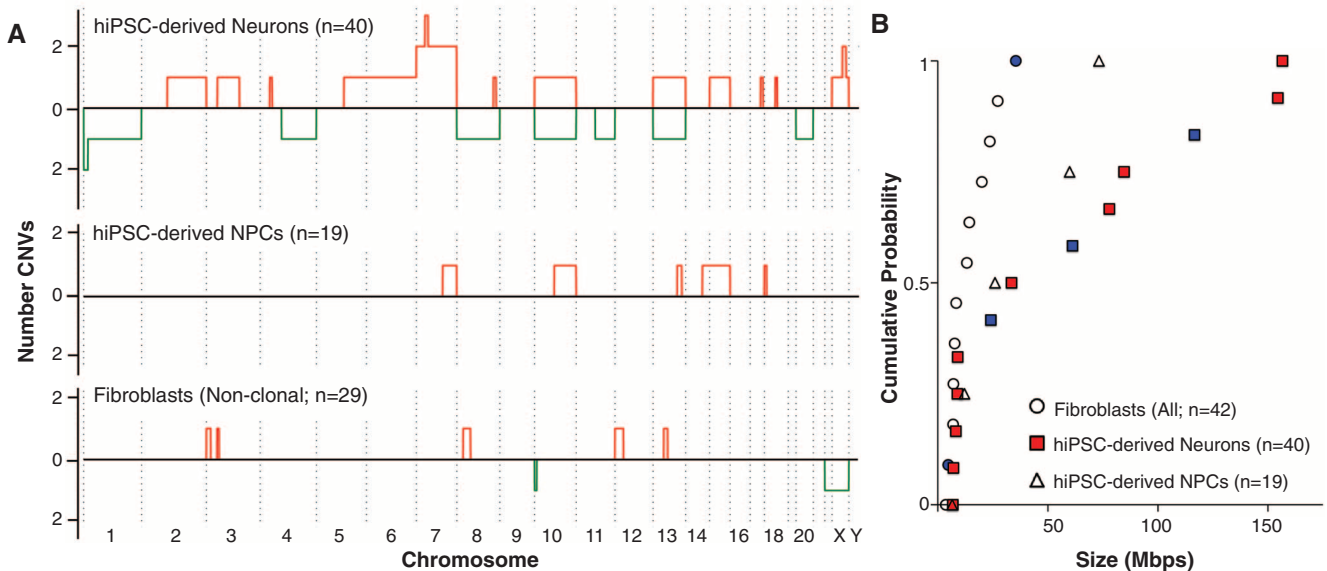 A
hiPSC-derived Neurons (n=40)
2
0
2
hiPSC-derived NPCs (n=19)
2
0
2
Fibroblasts (Non-clonal; n=29)
2
0
2
Number CNVs
1 2 3 4 5 6 7 8 9 10 11 12 13 14 16 18 20 X Y
Chromosome
B
1
0.5
0
Cumulative Probability
Fibroblasts (All; n=42)
hiPSC-derived Neurons (n=40)
hiPSC-derived NPCs (n=19)
50 100 150
Size (Mbps)